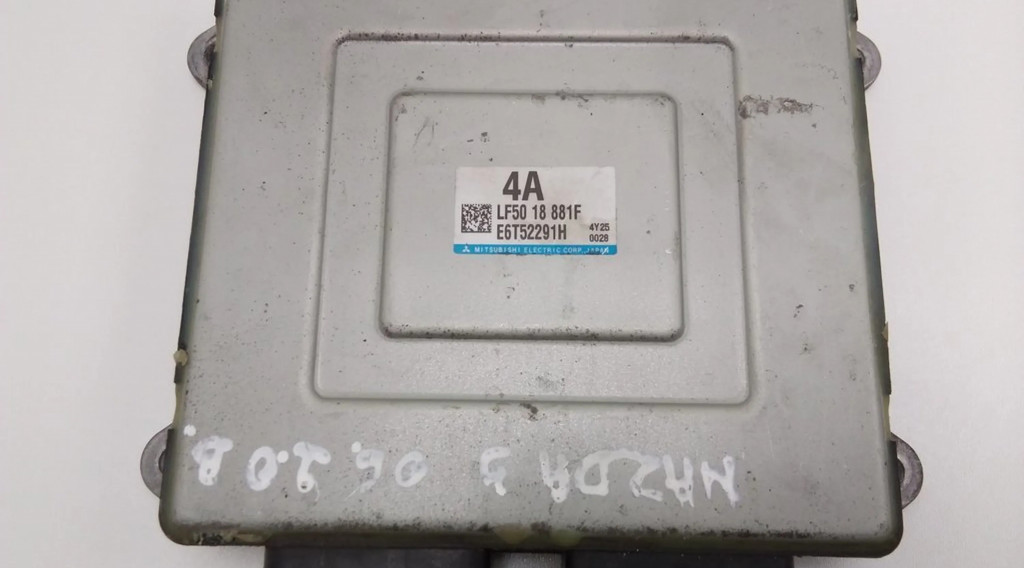 4A
LF50 18 881F
E6T52291H
4Y25
0028
MITSUBISHI ELECTRIC CORP. JAPAN
MAZDA 5 06. 2.0 B.